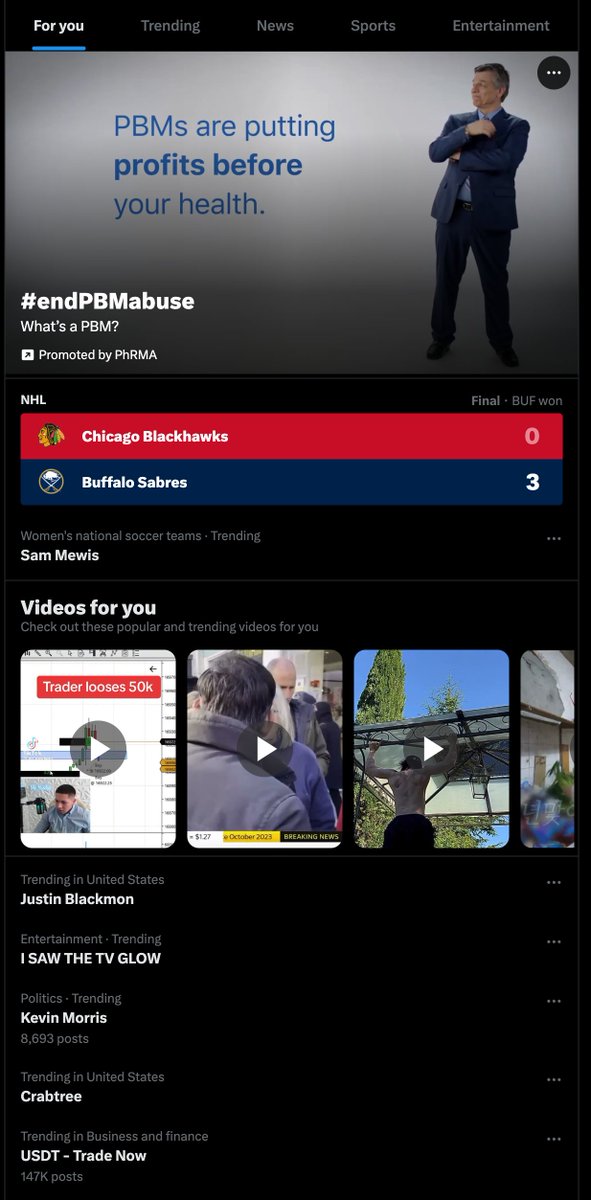 For you
Trending
News
Sports
Entertainment
PBMs are putting
profits before
your health.
#endPBMabuse
What's a PBM?
Promoted by PhRMA
NHL
Final · BUF won
Chicago Blackhawks
0
Buffalo Sabres
3
Women's national soccer teams · Trending
Sam Mewis
Videos for you
Check out these popular and trending videos for you
Trader looses 50k
= $1.27
e October 2023
BREAKING NEWS
Trending in United States
Justin Blackmon
Entertainment · Trending
I SAW THE TV GLOW
Politics · Trending
Kevin Morris
8,693 posts
Trending in United States
Crabtree
Trending in Business and finance
USDT - Trade Now
147K posts